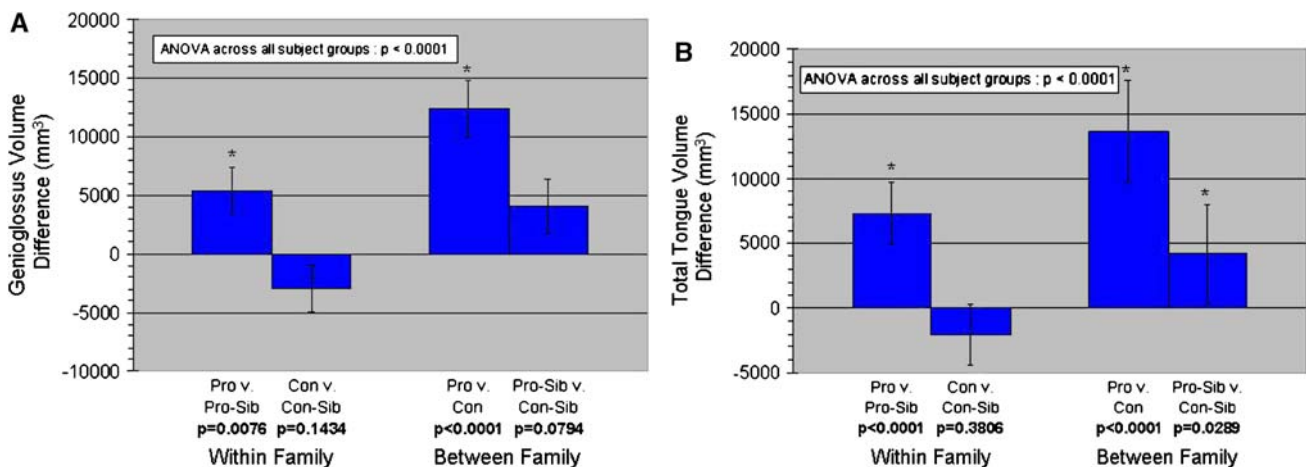 A
Genioglossus Volume
Difference (mm³)
20000
15000
10000
5000
0
-5000
-10000
ANOVA across all subject groups : p < 0.0001
*
*
Pro v.
Pro-Sib
p=0.0076
Con v.
Con-Sib
p=0.1434
Pro v.
Con
p<0.0001
Pro-Sib v.
Con-Sib
p=0.0794
Within Family
Between Family
B
Total Tongue Volume
Difference (mm³)
20000
15000
10000
5000
0
-5000
ANOVA across all subject groups : p < 0.0001
*
*
*
Pro v.
Pro-Sib
p<0.0001
Con v.
Con-Sib
p=0.3806
Pro v.
Con
p<0.0001
Pro-Sib v.
Con-Sib
p=0.0289
Within Family
Between Family